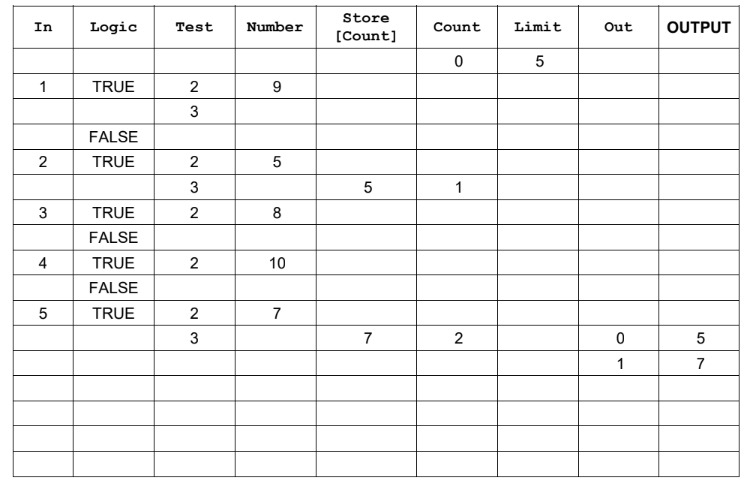 In Logic Test Number Store [Count] Count Limit Out OUTPUT
0 5
1 TRUE 2 9
3
FALSE
2 TRUE 2 5
3 5 1
3 TRUE 2 8
FALSE
4 TRUE 2 10
FALSE
5 TRUE 2 7
3 7 2 0 5
1 7